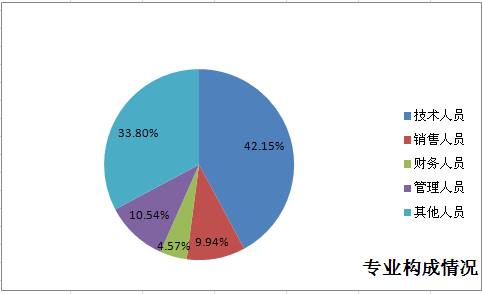 33.80%
42.15%
10.54%
4.57%
9.94%
技术人员
销售人员
财务人员
管理人员
其他人员
专业构成情况